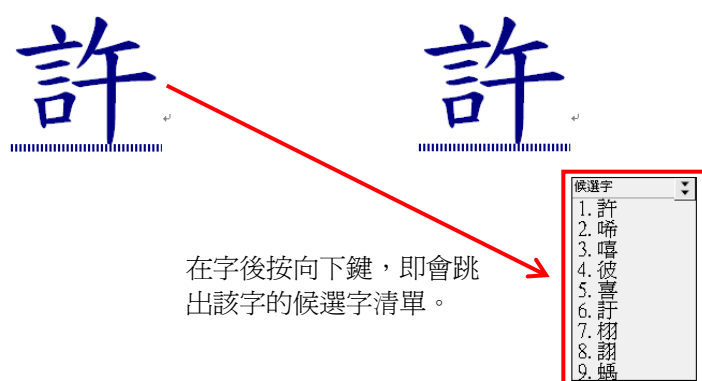 許
許
候選字
1. 許
2. 唏
3. 嘻
4. 彼
5. 喜
6. 訏
7. 栩
8. 詡
9. 蝺
在字後按向下鍵，即會跳
出該字的候選字清單。